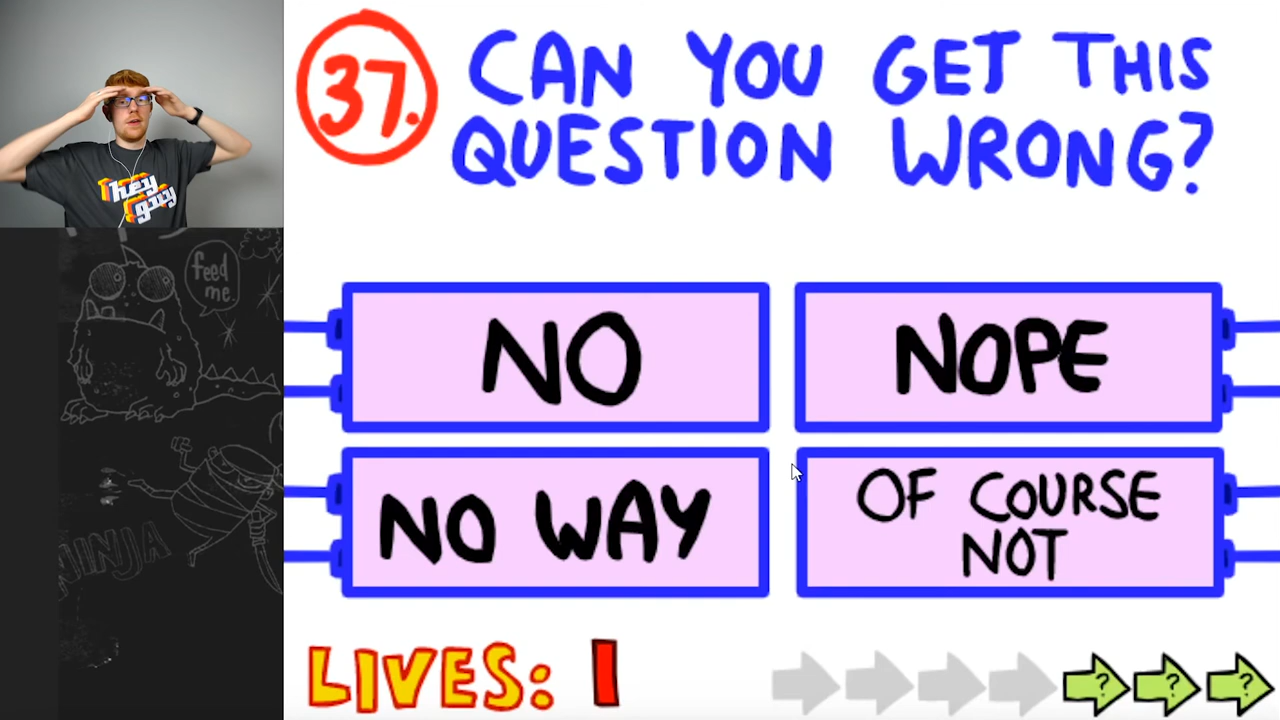 hey
guy
feed
me.
NINJA
37.
CAN YOU GET THIS
QUESTION WRONG?
NO
NOPE
NO WAY
OF COURSE
NOT
LIVES: 1
? ? ?